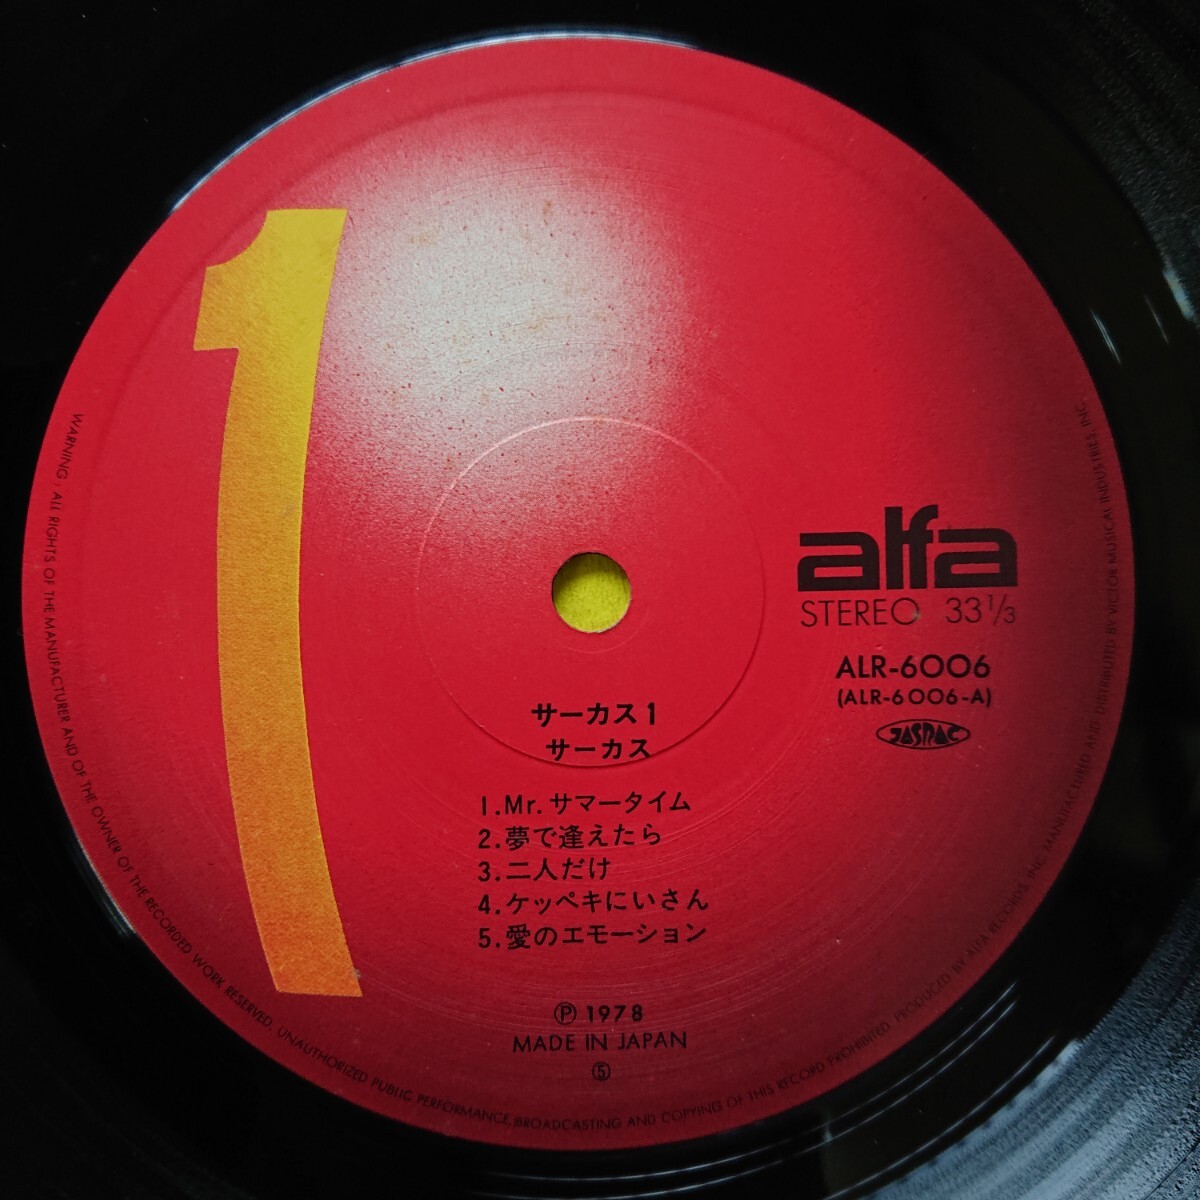 1
alfa
STEREO 33 1/3
ALR-6006
(ALR-6006-A)
JASRAC
サーカス1
サーカス
1.Mr.サマータイム
2.夢で逢えたら
3.二人だけ
4.ケッペキにいさん
5.愛のエモーション
Ⓟ 1978
MADE IN JAPAN
⑤
WARNING : ALL RIGHTS OF THE MANUFACTURER AND OF THE OWNER OF THE RECORDED WORK RESERVED. UNAUTHORIZED PUBLIC PERFORMANCE, BROADCASTING AND COPYING OF THIS RECORD PROHIBITED. PRODUCED BY ALFA RECORDS, INC. MANUFACTURED AND DISTRIBUTED BY VICTOR MUSICAL INDUSTRIES, INC.